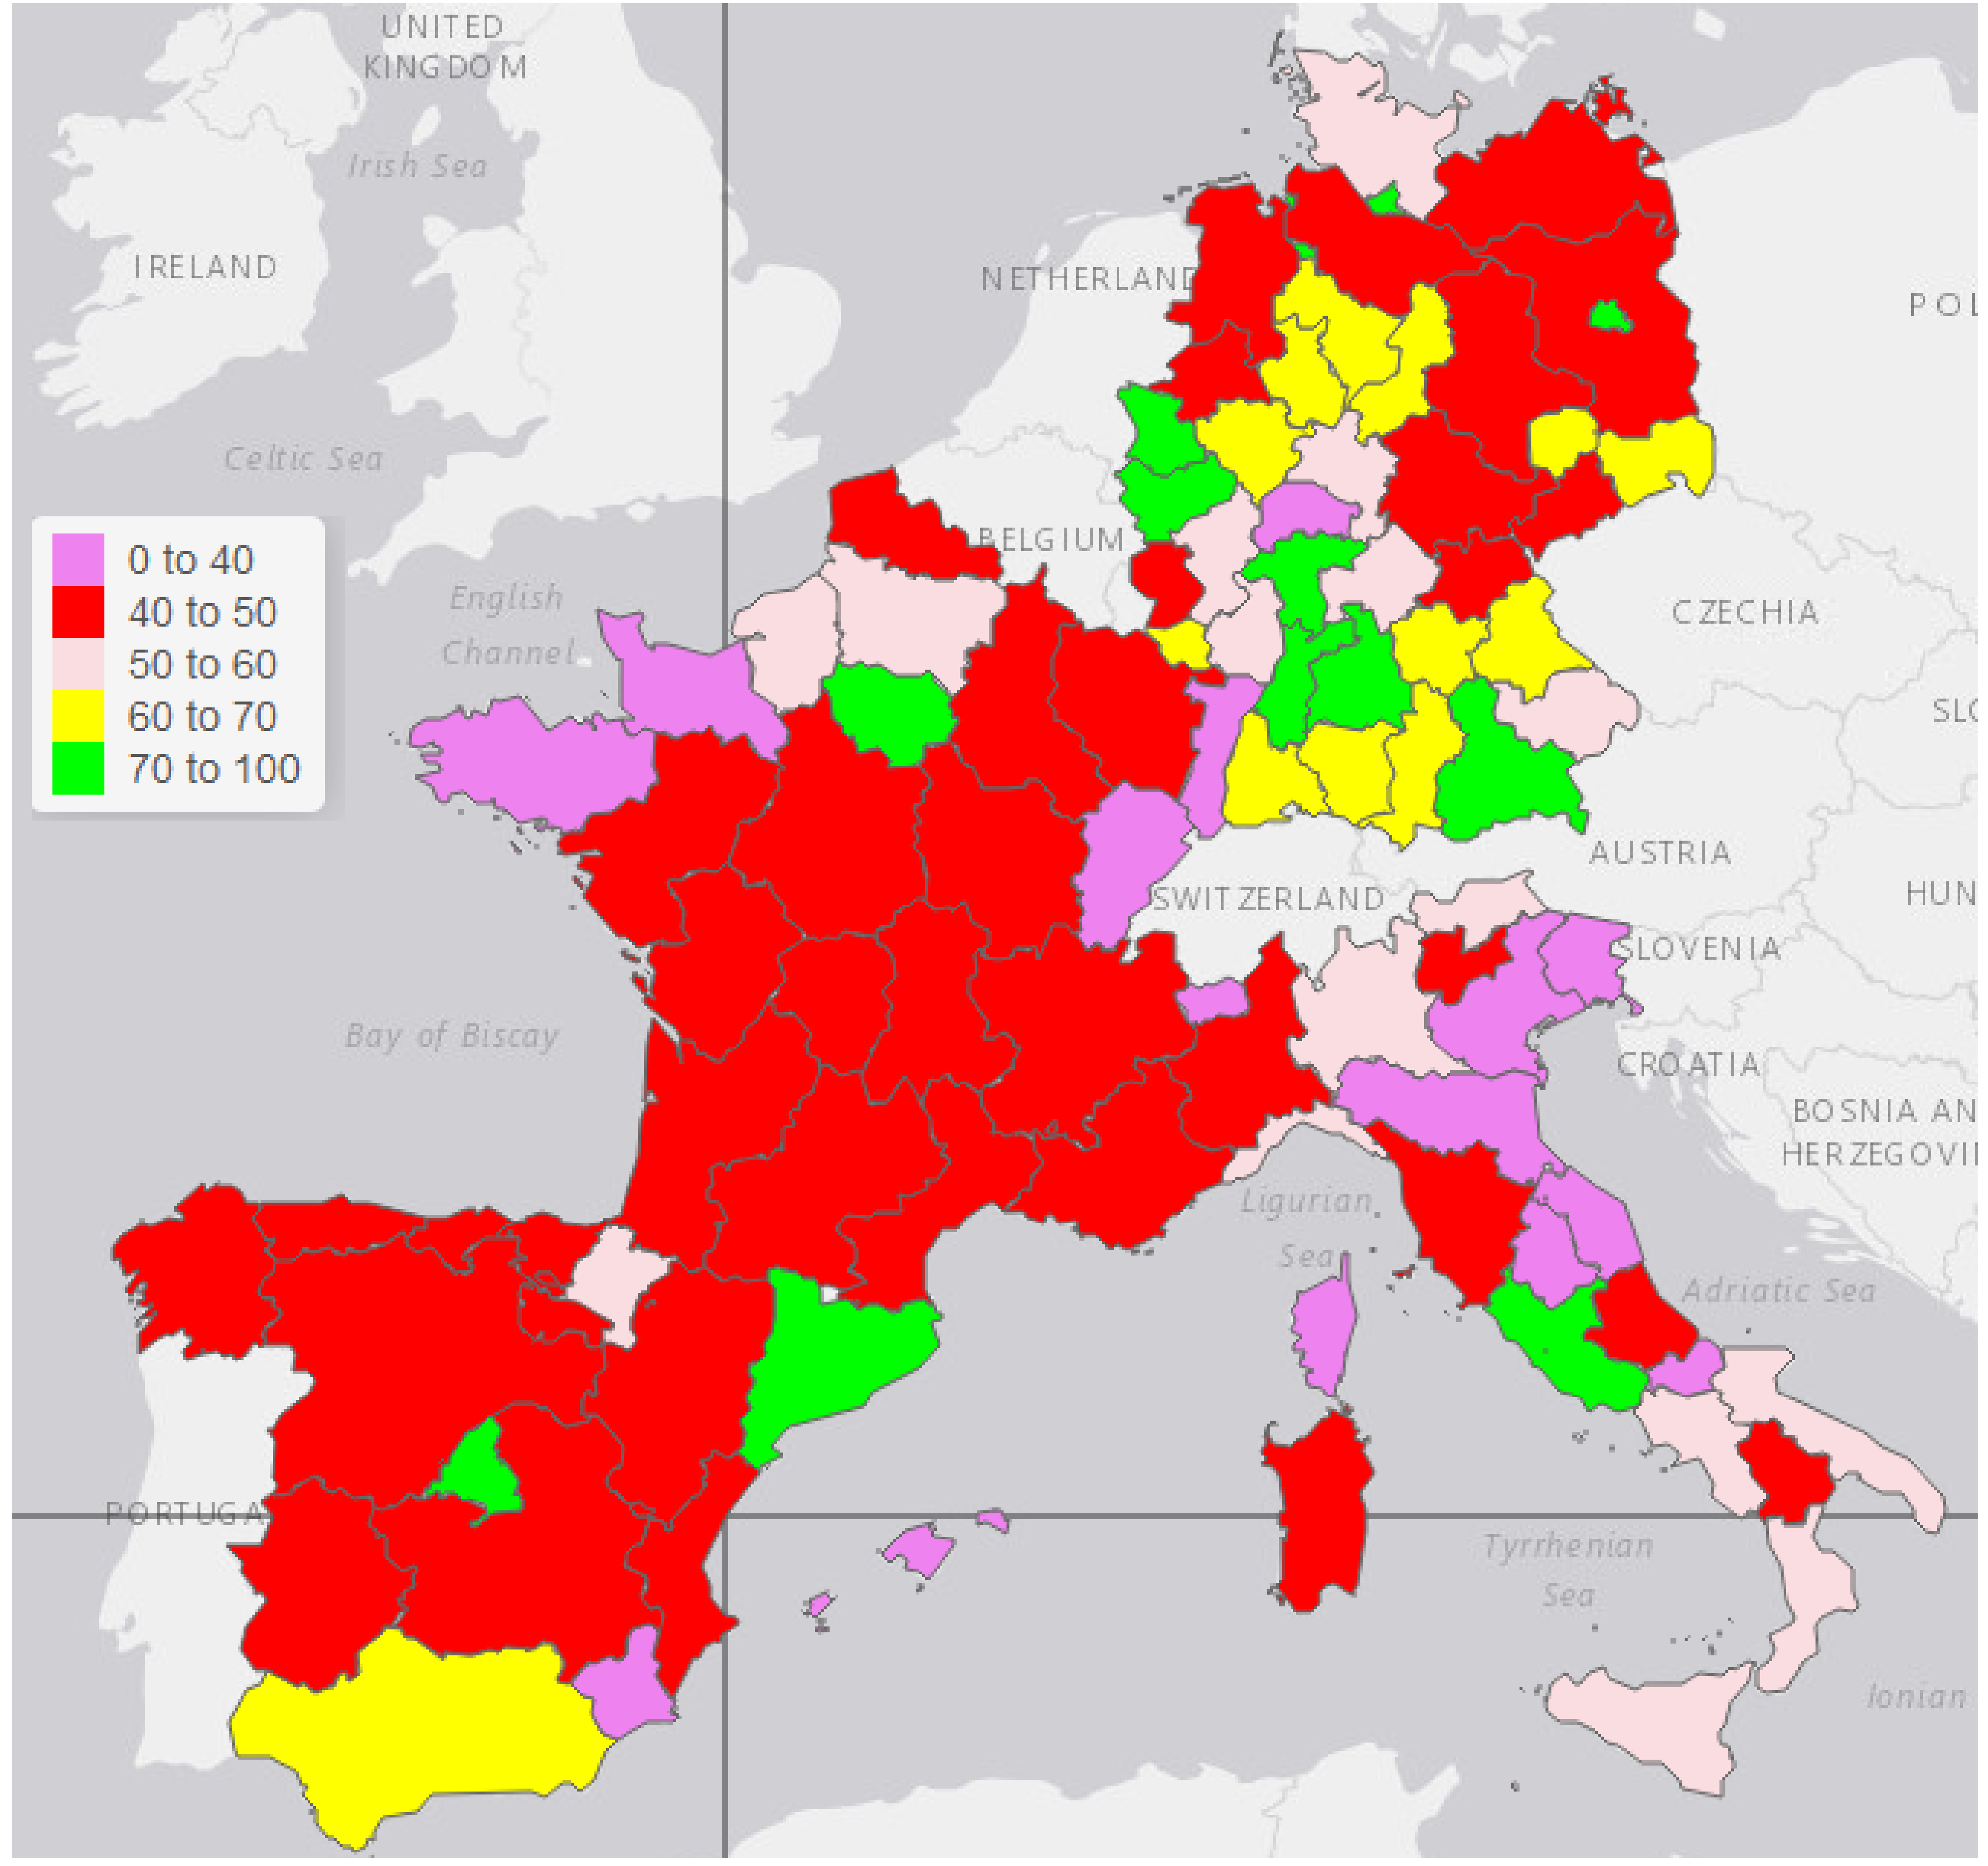 UNITED
KINGDOM
Irish Sea
IRELAND
NETHERLAND
POL
Celtic Sea
BELGIUM
0 to 40
40 to 50
50 to 60
60 to 70
70 to 100
English
Channel
CZECHIA
SLO
AUSTRIA
SWITZERLAND
HUN
SLOVENIA
Bay of Biscay
CROATIA
BOSNIA AN
HERZEGOVI
Ligurian
Sea
Adriatic Sea
PORTUGA
Tyrrhenian
Sea
Ionian